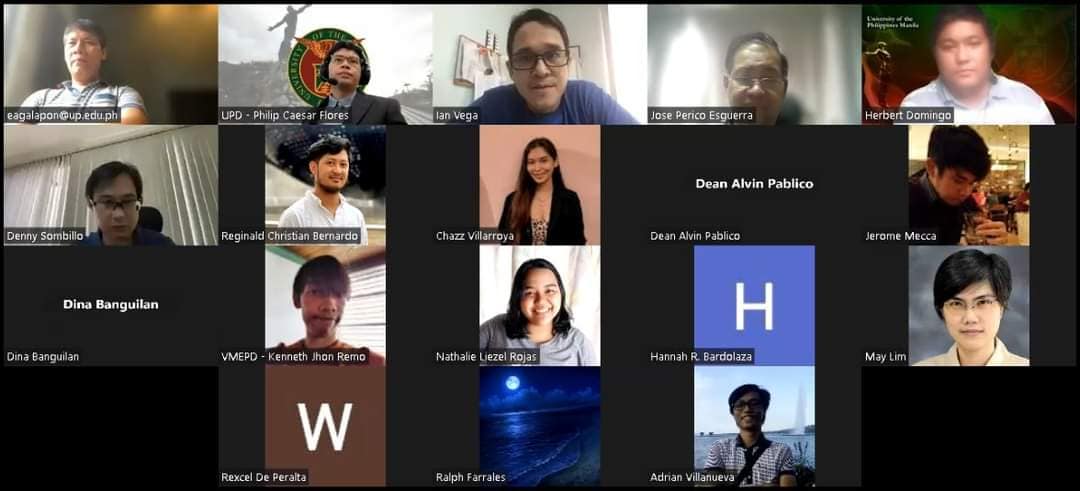 eagalapon@up.edu.ph
UNIVERSITY OF THE
UPD - Philip Caesar Flores
Ian Vega
Jose Perico Esguerra
University of the
Philippines Manila
Herbert Domingo
Denny Sombillo
Reginald Christian Bernardo
Chazz Villarroya
Dean Alvin Pablico
Dean Alvin Pablico
Jerome Mecca
Dina Banguilan
Dina Banguilan
VMEPD - Kenneth Jhon Remo
Nathalie Liezel Rojas
H
Hannah R. Bardolaza
May Lim
W
Rexcel De Peralta
Ralph Farrales
Adrian Villanueva